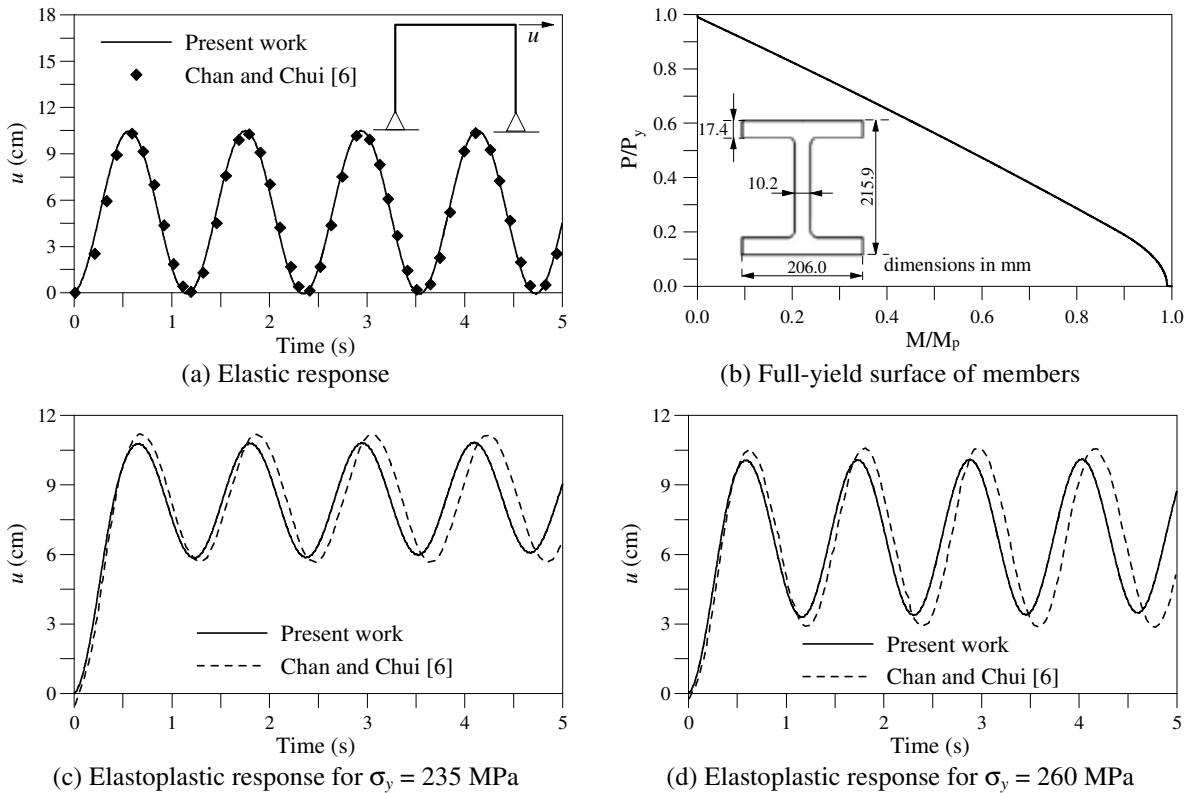 18
15
12
9
6
3
0
u (cm)
Present work
Chan and Chui [6]
u
0 1 2 3 4 5
Time (s)
(a) Elastic response
1.0
0.8
0.6
0.4
0.2
0.0
P/Py
17.4
10.2
215.9
206.0
dimensions in mm
0.0 0.2 0.4 0.6 0.8 1.0
M/Mp
(b) Full-yield surface of members
12
9
6
3
0
u (cm)
Present work
Chan and Chui [6]
0 1 2 3 4 5
Time (s)
(c) Elastoplastic response for σy = 235 MPa
12
9
6
3
0
u (cm)
Present work
Chan and Chui [6]
0 1 2 3 4 5
Time (s)
(d) Elastoplastic response for σy = 260 MPa